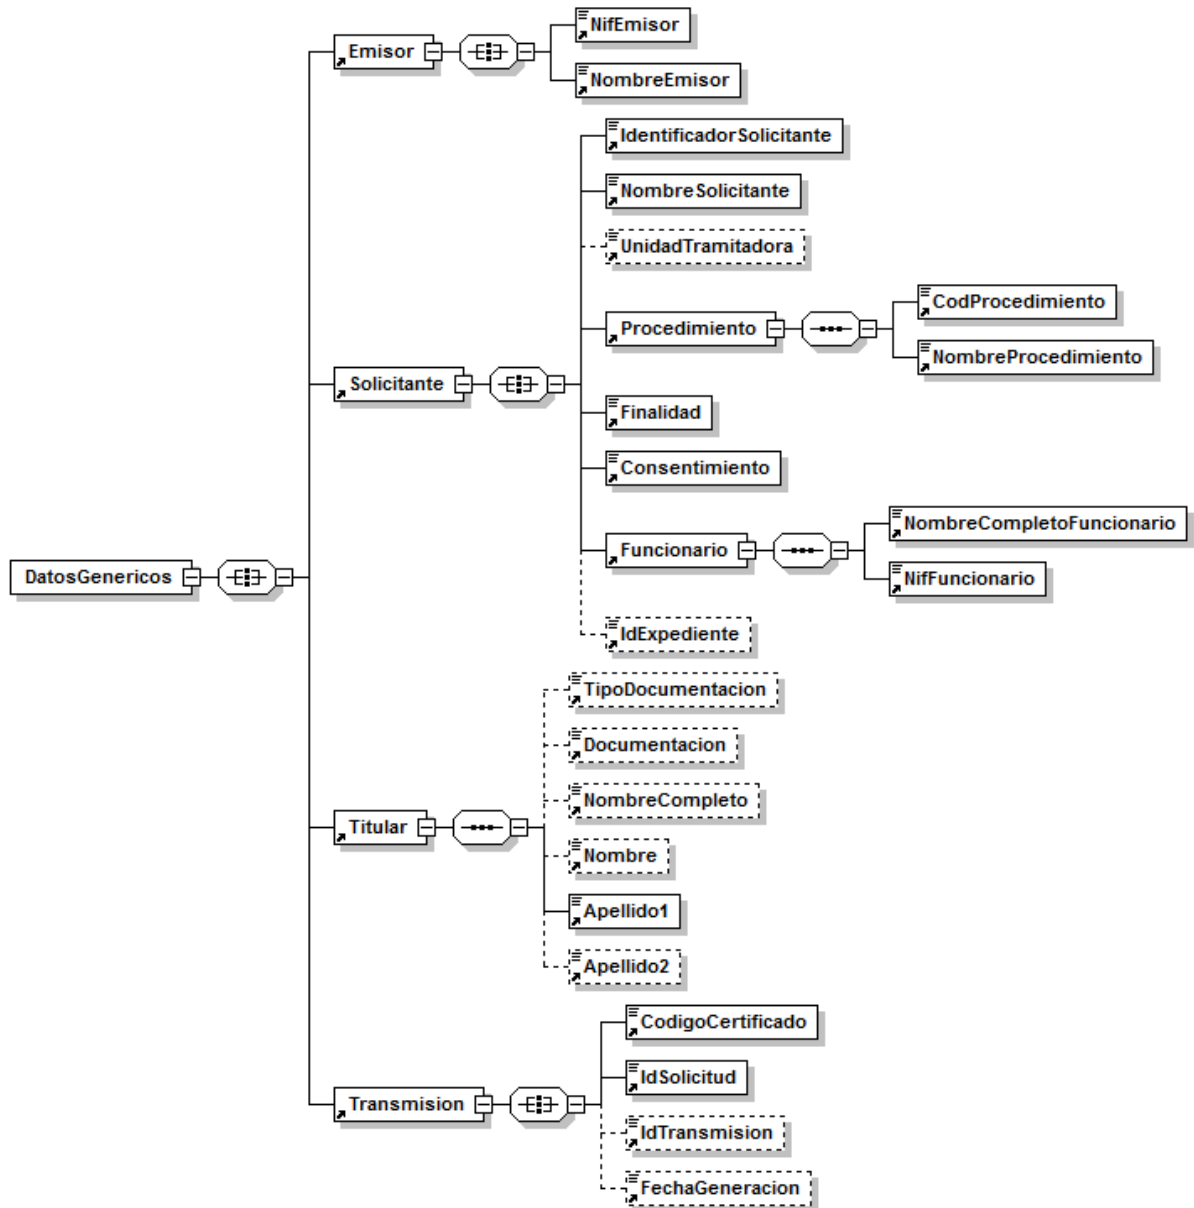 DatosGenericos
Emisor
NifEmisor
NombreEmisor
Solicitante
IdentificadorSolicitante
NombreSolicitante
UnidadTramitadora
Procedimiento
CodProcedimiento
NombreProcedimiento
Finalidad
Consentimiento
Funcionario
NombreCompletoFuncionario
NifFuncionario
IdExpediente
Titular
TipoDocumentacion
Documentacion
NombreCompleto
Nombre
Apellido1
Apellido2
Transmision
CodigoCertificado
IdSolicitud
IdTransmision
FechaGeneracion